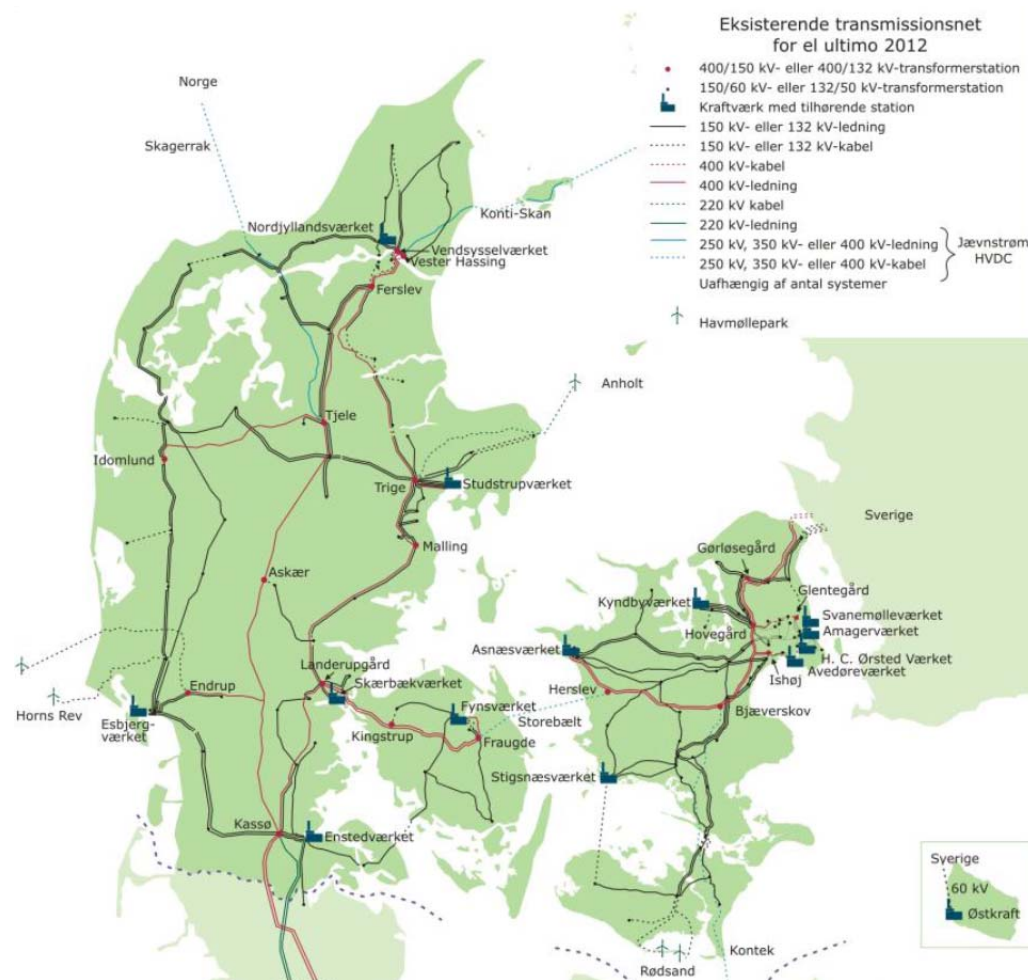 Eksisterende transmissionsnet
for el ultimo 2012
400/150 kV- eller 400/132 kV-transformerstation
150/60 kV- eller 132/50 kV-transformerstation
Kraftværk med tilhørende station
150 kV- eller 132 kV-ledning
150 kV- eller 132 kV-kabel
400 kV-kabel
400 kV-ledning
220 kV kabel
220 kV-ledning
250 kV, 350 kV- eller 400 kV-ledning
250 kV, 350 kV- eller 400 kV-kabel
Jævnstrøm
HVDC
Uafhængig af antal systemer
Havmøllepark
Norge
Skagerrak
Konti-Skan
Nordjyllandsværket
Vendsysselværket
Vester Hassing
Ferslev
Anholt
Tjele
Idomlund
Trige
Studstrupværket
Malling
Sverige
Askær
Gørløsegård
Glentegård
Kyndbyværket
Svanemølleværket
Amagerværket
Hovegård
H. C. Ørsted Værket
Asnæsværket
Avedøreværket
Ishøj
Landerupgård
Skærbækværket
Endrup
Herslev
Fynsværket
Storebælt
Bjæverskov
Horns Rev
Esbjerg-
værket
Kingstrup
Fraugde
Stigsnæsværket
Kassø
Enstedværket
Sverige
60 kV
Østkraft
Kontek
Rødsand